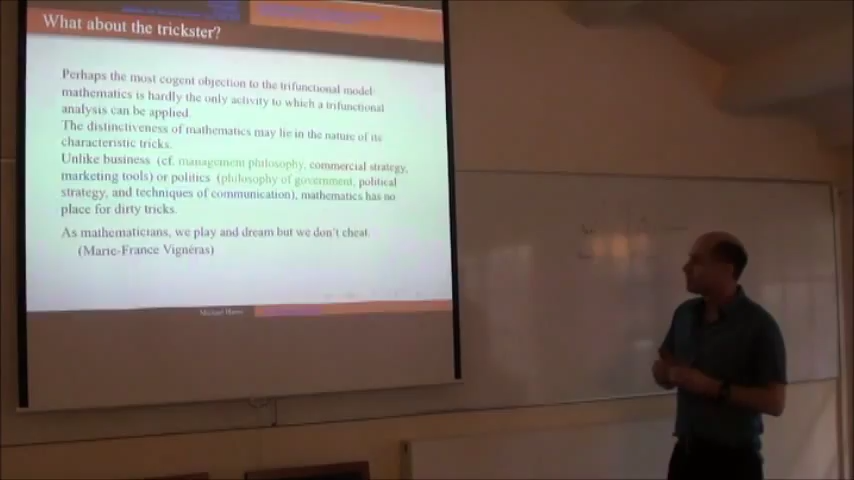 What about the trickster?
Perhaps the most cogent objection to the trifunctional model:
mathematics is hardly the only activity to which a trifunctional
analysis can be applied.
The distinctiveness of mathematics may lie in the nature of its
characteristic tricks.
Unlike business (cf. management philosophy, commercial strategy,
marketing tools) or politics (philosophy of government, political
strategy, and techniques of communication), mathematics has no
place for dirty tricks.
As mathematicians, we play and dream but we don't cheat.
(Marie-France Vignéras)
Michael Harris